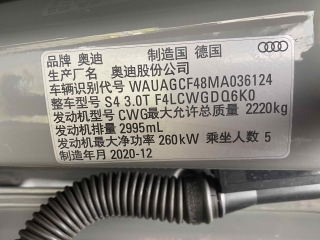 品牌 奥迪 制造国 德国
生产厂名 奥迪股份公司
车辆识别代号 WAUAGCF48MA036124
整车型号 S4 3.0T F4LCWGDQ6K0
发动机型号 CWG最大允许总质量 2220kg
发动机排量 2995mL
发动机最大净功率 260kW 乘坐人数 5
制造年月 2020-12